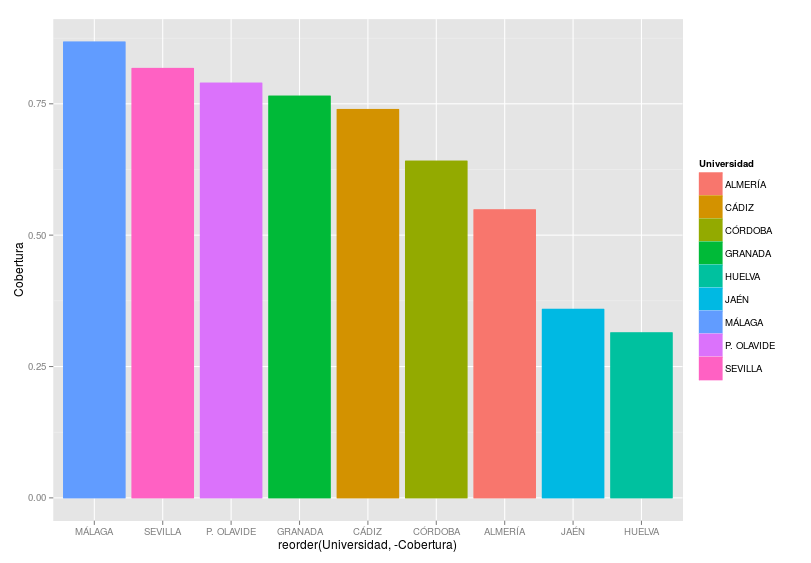 Cobertura
0.75
0.50
0.25
0.00
MÁLAGA SEVILLA P. OLAVIDE GRANADA CÁDIZ CÓRDOBA ALMERÍA JAÉN HUELVA
reorder(Universidad, -Cobertura)
Universidad
ALMERÍA
CÁDIZ
CÓRDOBA
GRANADA
HUELVA
JAÉN
MÁLAGA
P. OLAVIDE
SEVILLA